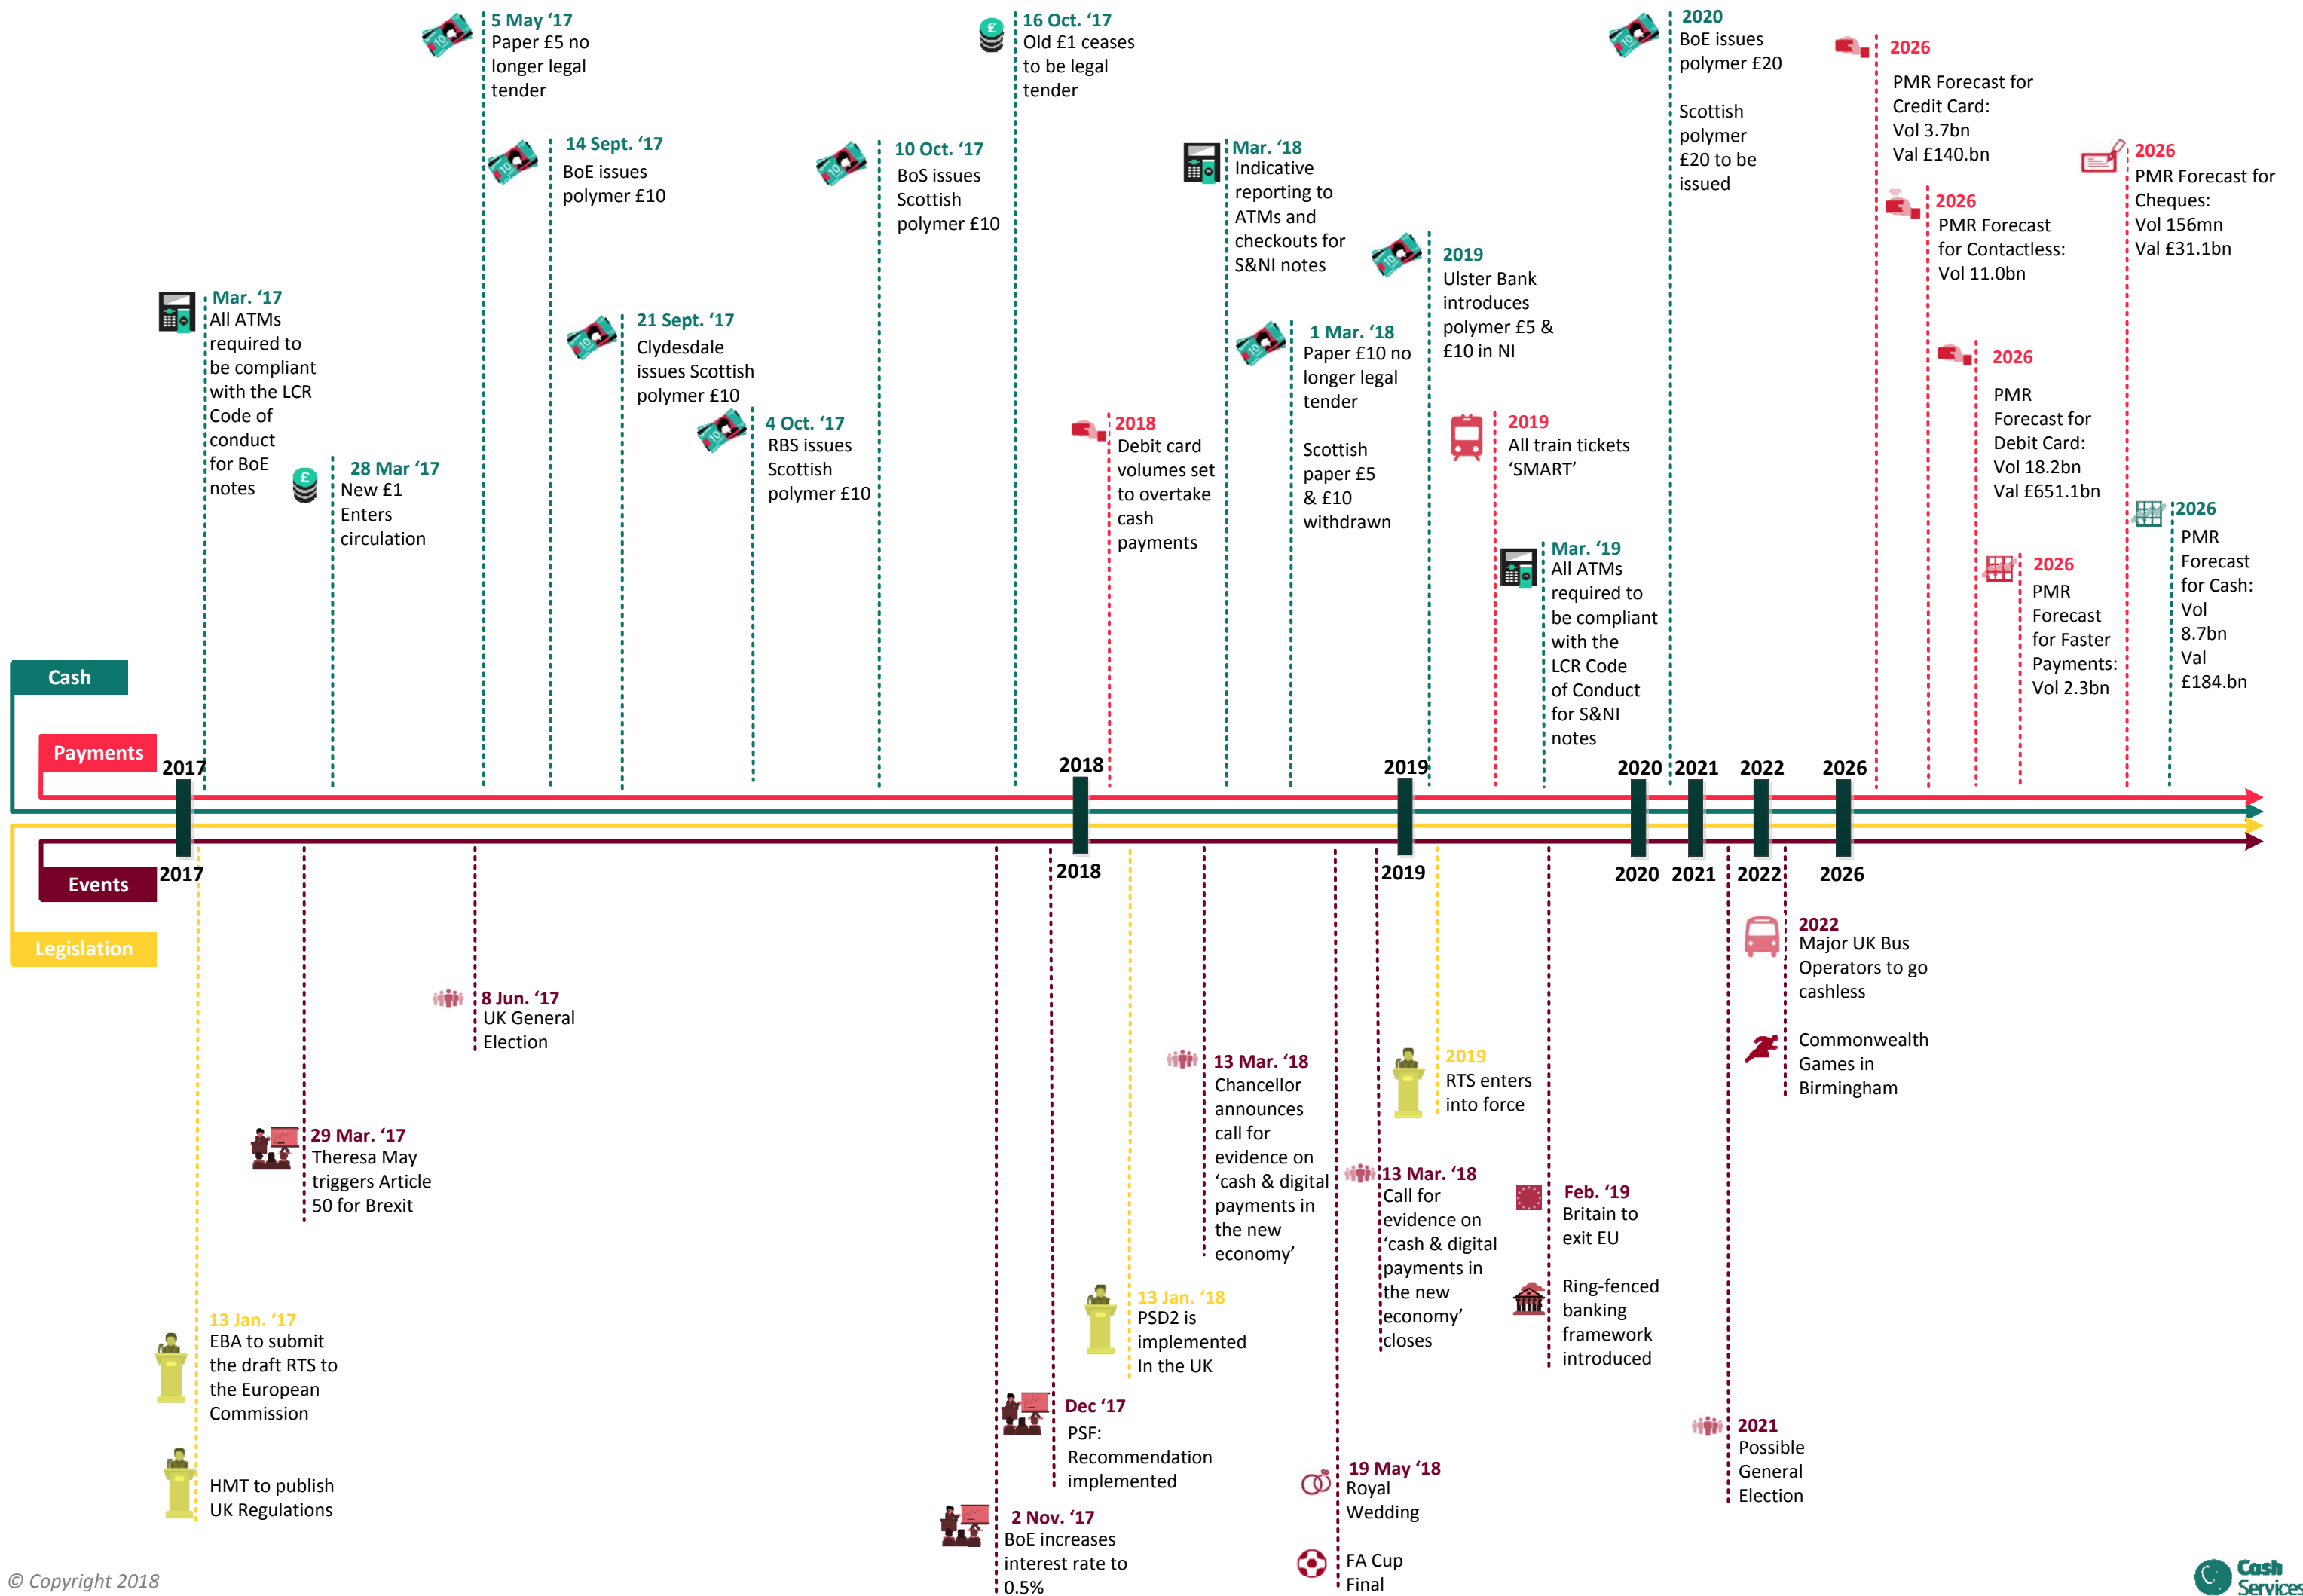 5 May ‘17
Paper £5 no
longer legal
tender
16 Oct. ‘17
Old £1 ceases
to be legal
tender
2020
BoE issues
polymer £20
Scottish
polymer
£20 to be
issued
2026
PMR Forecast for
Credit Card:
Vol 3.7bn
Val £140.bn
14 Sept. ‘17
BoE issues
polymer £10
10 Oct. ‘17
BoS issues
Scottish
polymer £10
Mar. ‘18
Indicative
reporting to
ATMs and
checkouts for
S&NI notes
2026
PMR Forecast for
Cheques:
Vol 156mn
Val £31.1bn
2026
PMR Forecast
for Contactless:
Vol 11.0bn
2019
Ulster Bank
introduces
polymer £5 &
£10 in NI
Mar. ‘17
All ATMs
required to
be compliant
with the LCR
Code of
conduct
for BoE
notes
21 Sept. ‘17
Clydesdale
issues Scottish
polymer £10
1 Mar. ‘18
Paper £10 no
longer legal
tender
Scottish
paper £5
& £10
withdrawn
2026
PMR
Forecast for
Debit Card:
Vol 18.2bn
Val £651.1bn
4 Oct. ‘17
RBS issues
Scottish
polymer £10
2018
Debit card
volumes set
to overtake
cash
payments
2019
All train tickets
‘SMART’
28 Mar ‘17
New £1
Enters
circulation
2026
PMR
Forecast
for Cash:
Vol
8.7bn
Val
£184.bn
Mar. ‘19
All ATMs
required to
be compliant
with the
LCR Code
of Conduct
for S&NI
notes
2026
PMR
Forecast
for Faster
Payments:
Vol 2.3bn
Cash
Payments
2017 2018 2019 2020 2021 2022 2026
Events
Legislation
2017 2018 2019 2020 2021 2022 2026
2022
Major UK Bus
Operators to go
cashless
Commonwealth
Games in
Birmingham
8 Jun. ‘17
UK General
Election
13 Mar. ‘18
Chancellor
announces
call for
evidence on
‘cash & digital
payments in
the new
economy’
2019
RTS enters
into force
29 Mar. ‘17
Theresa May
triggers Article
50 for Brexit
13 Mar. ‘18
Call for
evidence on
‘cash & digital
payments in
the new
economy’
closes
Feb. ‘19
Britain to
exit EU
Ring-fenced
banking
framework
introduced
13 Jan. ‘17
EBA to submit
the draft RTS to
the European
Commission
HMT to publish
UK Regulations
13 Jan. ‘18
PSD2 is
implemented
In the UK
Dec ‘17
PSF:
Recommendation
implemented
2021
Possible
General
Election
19 May ‘18
Royal
Wedding
FA Cup
Final
2 Nov. ‘17
BoE increases
interest rate to
0.5%
© Copyright 2018
Cash
Services